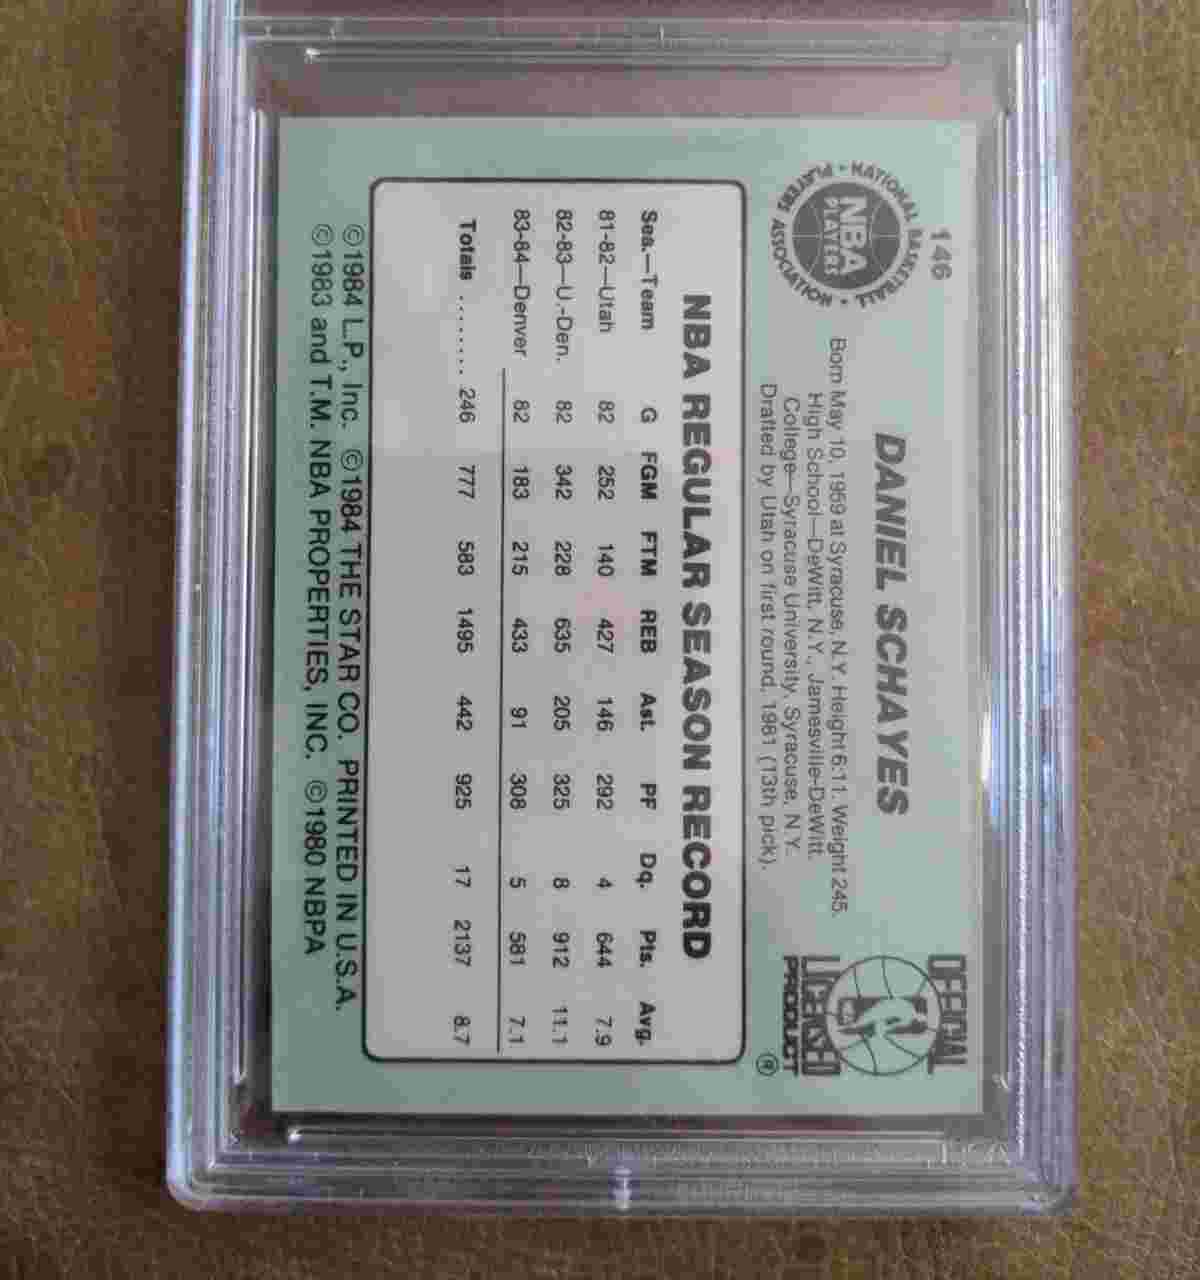 146
NATIONAL BASKETBALL PLAYERS ASSOCIATION
NBA
PLAYERS
DANIEL SCHAYES
Born May 10, 1959 at Syracuse, N.Y. Height 6:11. Weight 245.
High School—DeWitt, N.Y., Jamesville-DeWitt.
College—Syracuse University, Syracuse, N.Y.
Drafted by Utah on first round, 1981 (13th pick).
OFFICIAL
LICENSED
PRODUCT
®
NBA REGULAR SEASON RECORD
Sea.—Team G FGM FTM REB Ast. PF Dq. Pts. Avg.
81-82—Utah 82 252 140 427 146 292 4 644 7.9
82-83—U.-Den. 82 342 228 635 205 325 8 912 11.1
83-84—Denver 82 183 215 433 91 308 5 581 7.1
Totals ........ 246 777 583 1495 442 925 17 2137 8.7
©1984 L.P., Inc. ©1984 THE STAR CO. PRINTED IN U.S.A.
©1983 and T.M. NBA PROPERTIES, INC. ©1980 NBPA